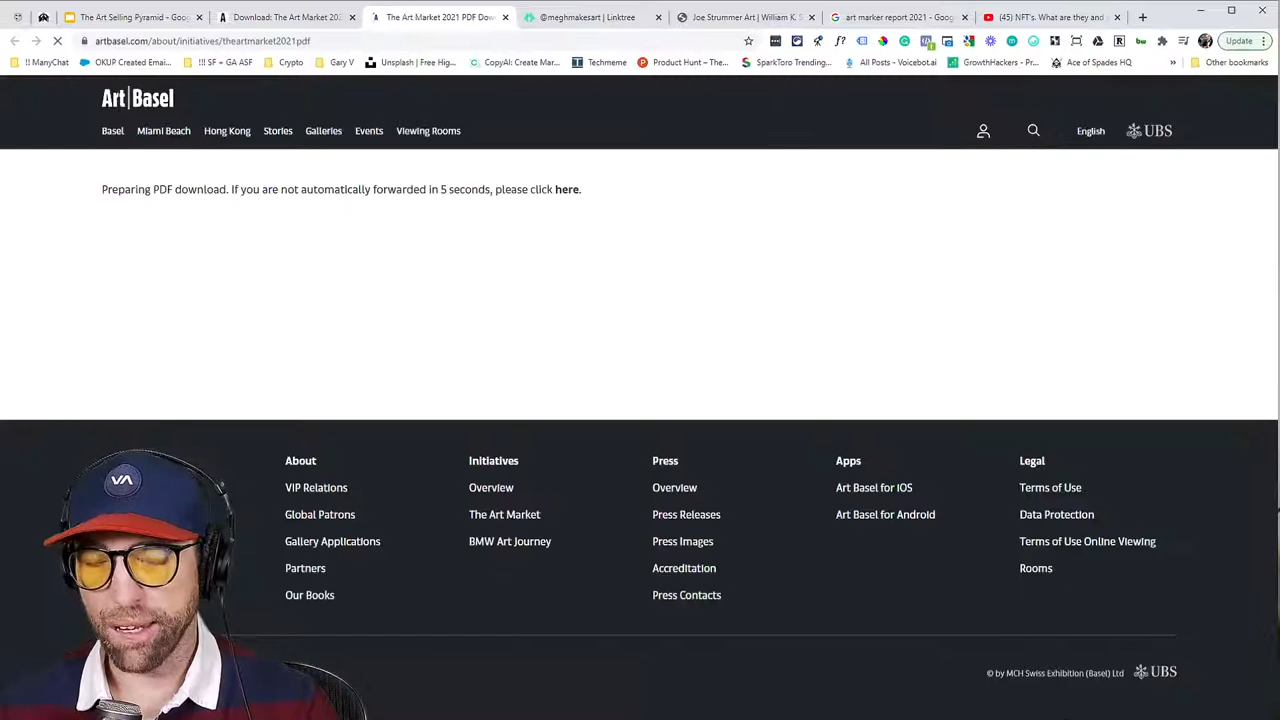 The Art Selling Pyramid - Goog
Download: The Art Market 202
The Art Market 2021 PDF Dow
@meghmakesart | Linktree
Joe Strummer Art | William K. S
art marker report 2021 - Goog
(45) NFT's. What are they and
artbasel.com/about/initiatives/theartmarket2021pdf
Update
!! ManyChat
OKUP Created Emai...
!!! SF = GA ASF
Crypto
Gary V
Unsplash | Free Hig...
CopyAI: Create Mar...
Techmeme
Product Hunt – The...
SparkToro Trending...
All Posts - Voicebot.ai
GrowthHackers - Pr...
Ace of Spades HQ
»
Other bookmarks
Art|Basel
Basel
Miami Beach
Hong Kong
Stories
Galleries
Events
Viewing Rooms
English
UBS
Preparing PDF download. If you are not automatically forwarded in 5 seconds, please click here.
About
Initiatives
Press
Apps
Legal
VIP Relations
Overview
Overview
Art Basel for iOS
Terms of Use
Global Patrons
The Art Market
Press Releases
Art Basel for Android
Data Protection
Gallery Applications
BMW Art Journey
Press Images
Terms of Use Online Viewing
Partners
Accreditation
Rooms
Our Books
Press Contacts
© by MCH Swiss Exhibition (Basel) Ltd
UBS
VA